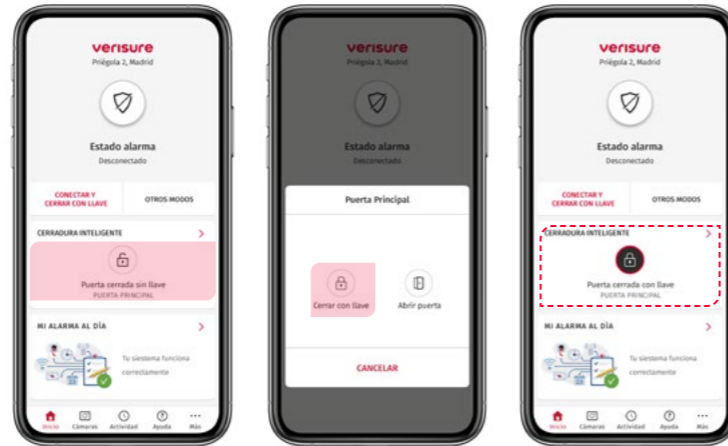 verisure
Priégola 2, Madrid
Estado alarma
Desconectado
CONECTAR Y
CERRAR CON LLAVE
OTROS MODOS
CERRADURA INTELIGENTE
Puerta cerrada sin llave
PUERTA PRINCIPAL
MI ALARMA AL DÍA
Tu siestema funciona
correctamente
Inicio
Cámaras
Actividad
Ayuda
Más
verisure
Priégola 2, Madrid
Estado alarma
Desconectado
Puerta Principal
Cerrar con llave
Abrir puerta
CANCELAR
verisure
Priégola 2, Madrid
Estado alarma
Desconectado
CONECTAR Y
CERRAR CON LLAVE
OTROS MODOS
CERRADURA INTELIGENTE
Puerta cerrada con llave
PUERTA PRINCIPAL
MI ALARMA AL DÍA
Tu siestema funciona
correctamente
Inicio
Cámaras
Actividad
Ayuda
Más